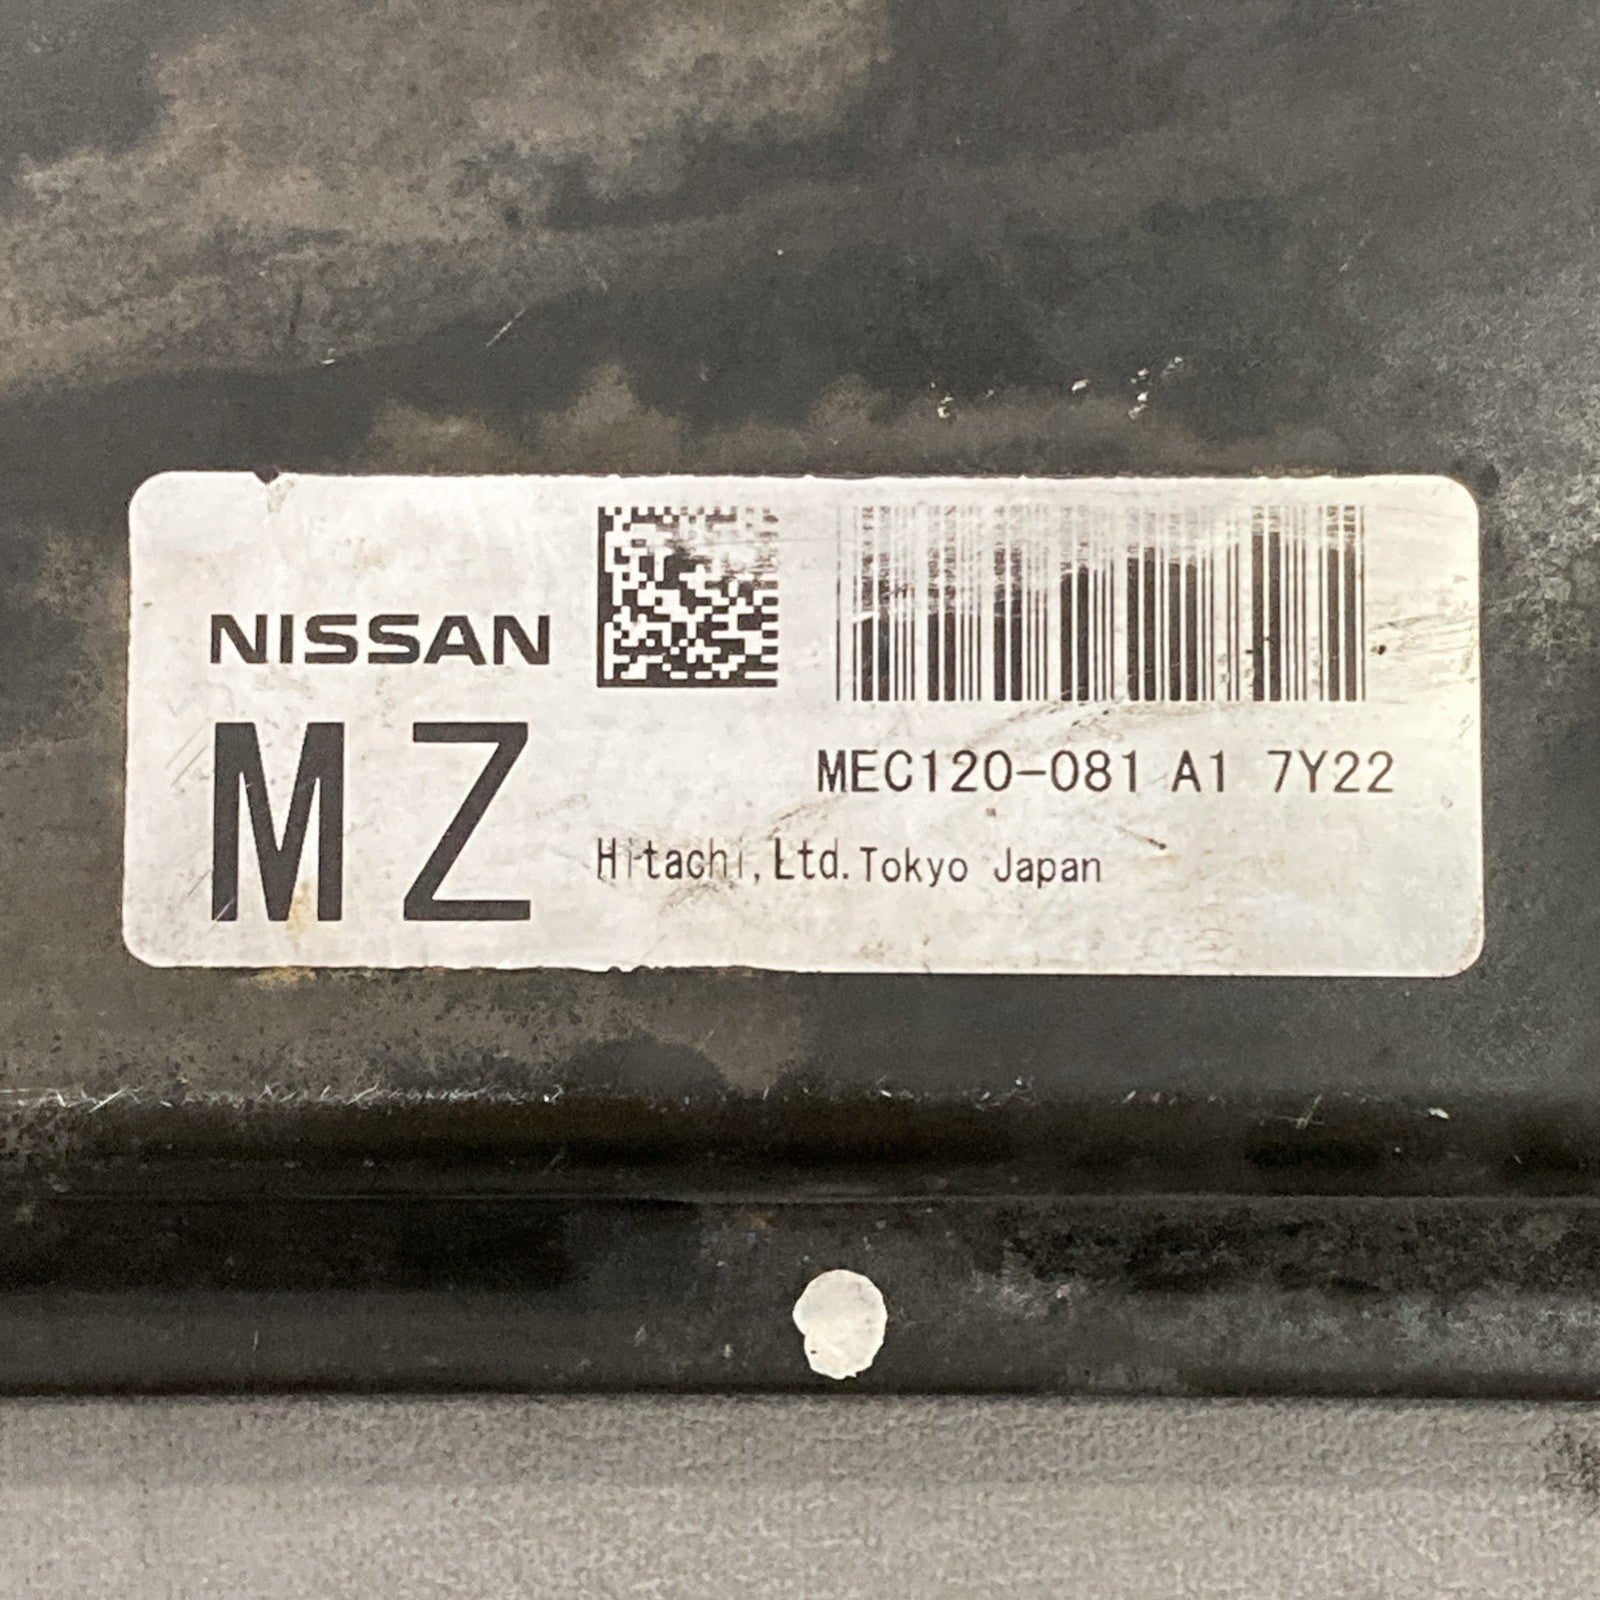 NISSAN
MZ
MEC120-081 A1 7Y22
Hitachi,Ltd.Tokyo Japan